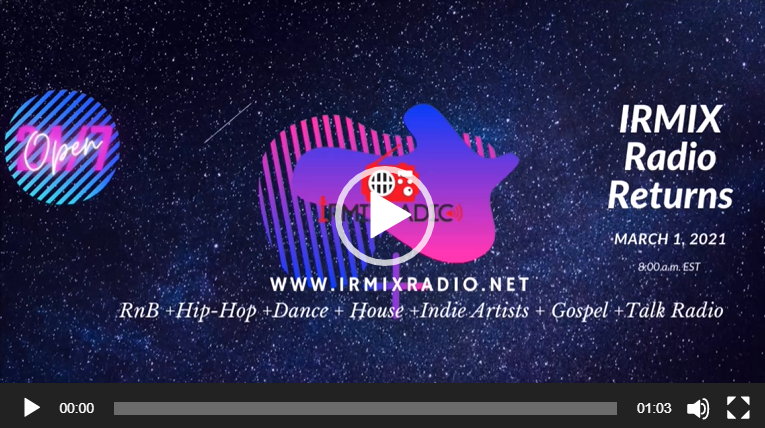 24/7
Open
IRMIX
Radio
Returns
MARCH 1, 2021
8:00 a.m. EST
IRMIX RADIO
WWW.IRMIXRADIO.NET
RnB +Hip-Hop +Dance + House +Indie Artists + Gospel +Talk Radio
00:00
01:03